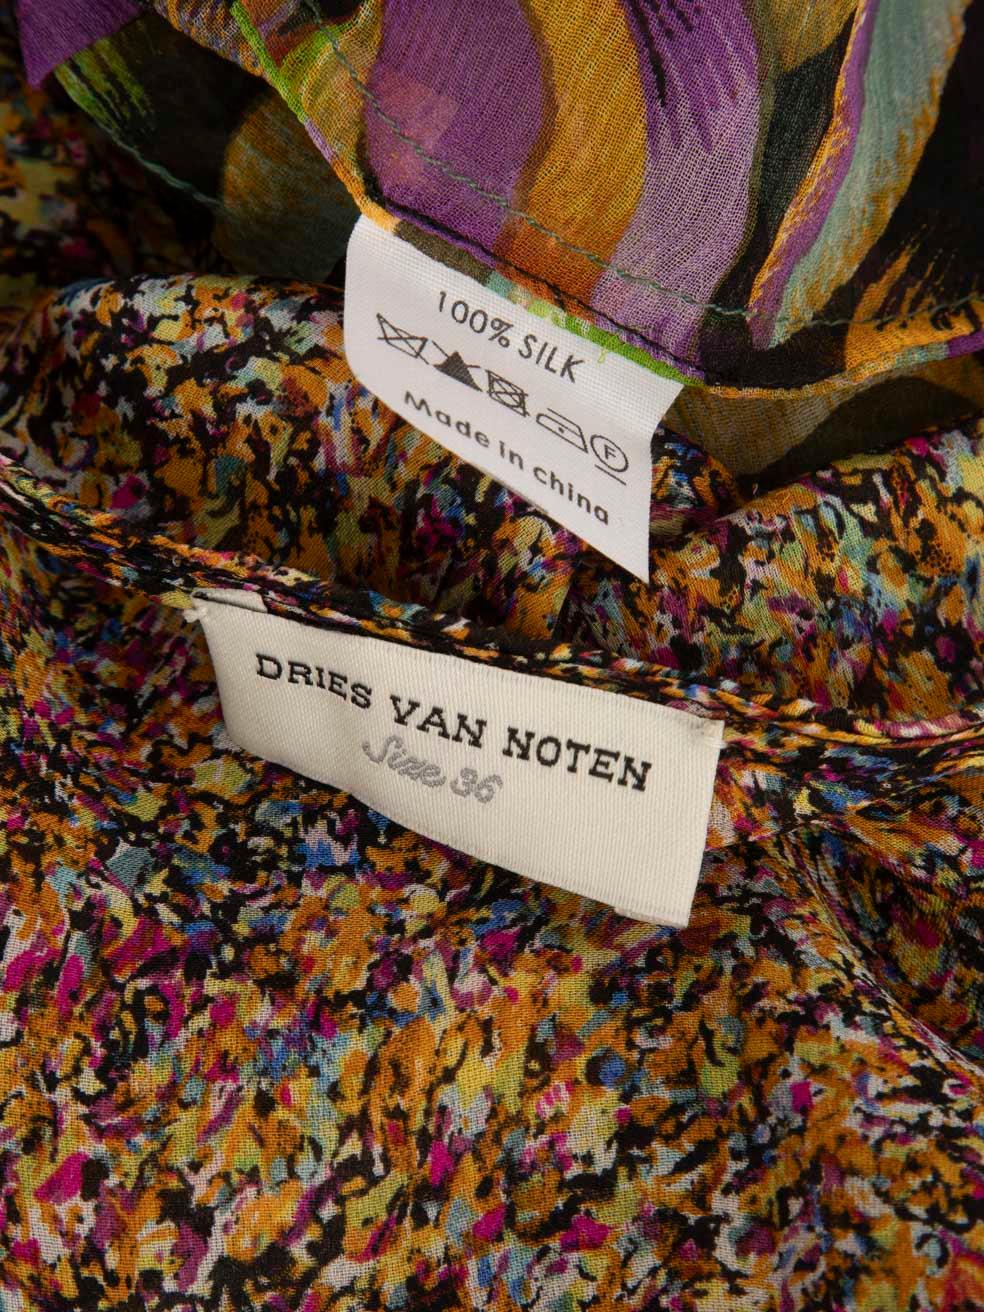 100% SILK
F
Made in china
DRIES VAN NOTEN
Size 36